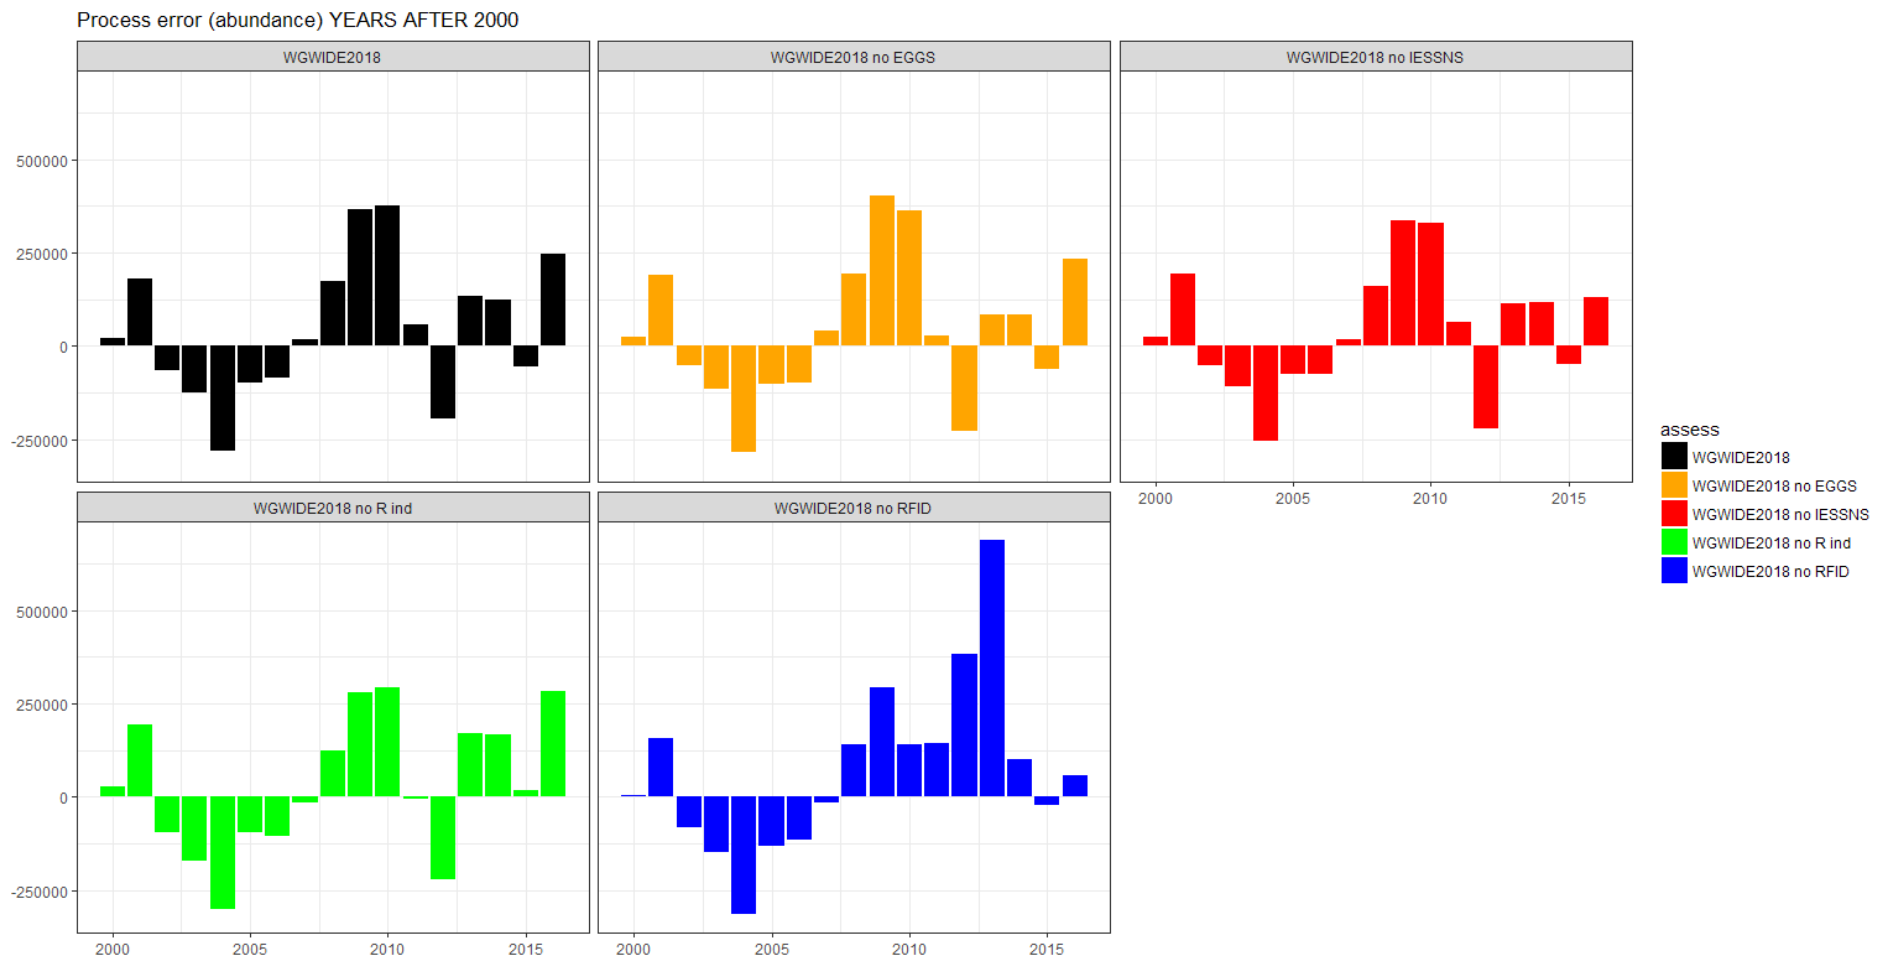 Process error (abundance) YEARS AFTER 2000
WGWIDE2018
WGWIDE2018 no EGGS
WGWIDE2018 no IESSNS
500000
250000
0
-250000
2000
2005
2010
2015
WGWIDE2018 no R ind
WGWIDE2018 no RFID
500000
250000
0
-250000
2000
2005
2010
2015
2000
2005
2010
2015
assess
WGWIDE2018
WGWIDE2018 no EGGS
WGWIDE2018 no IESSNS
WGWIDE2018 no R ind
WGWIDE2018 no RFID